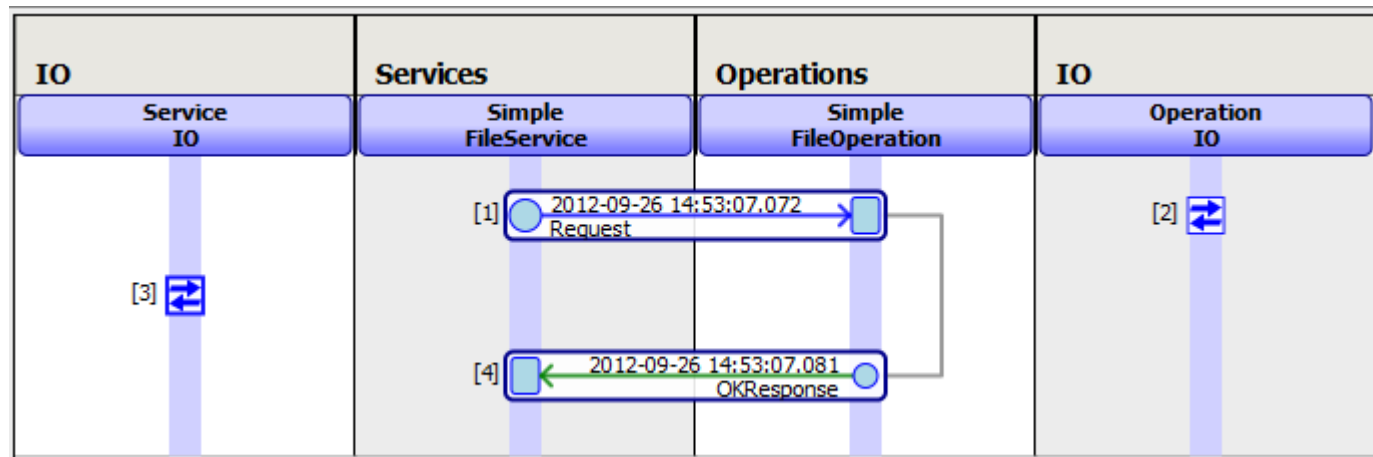 IO Services Operations IO
Service
IO
Simple
FileService
Simple
FileOperation
Operation
IO
[1] 2012-09-26 14:53:07.072
Request
[2]
[3]
[4] 2012-09-26 14:53:07.081
OKResponse